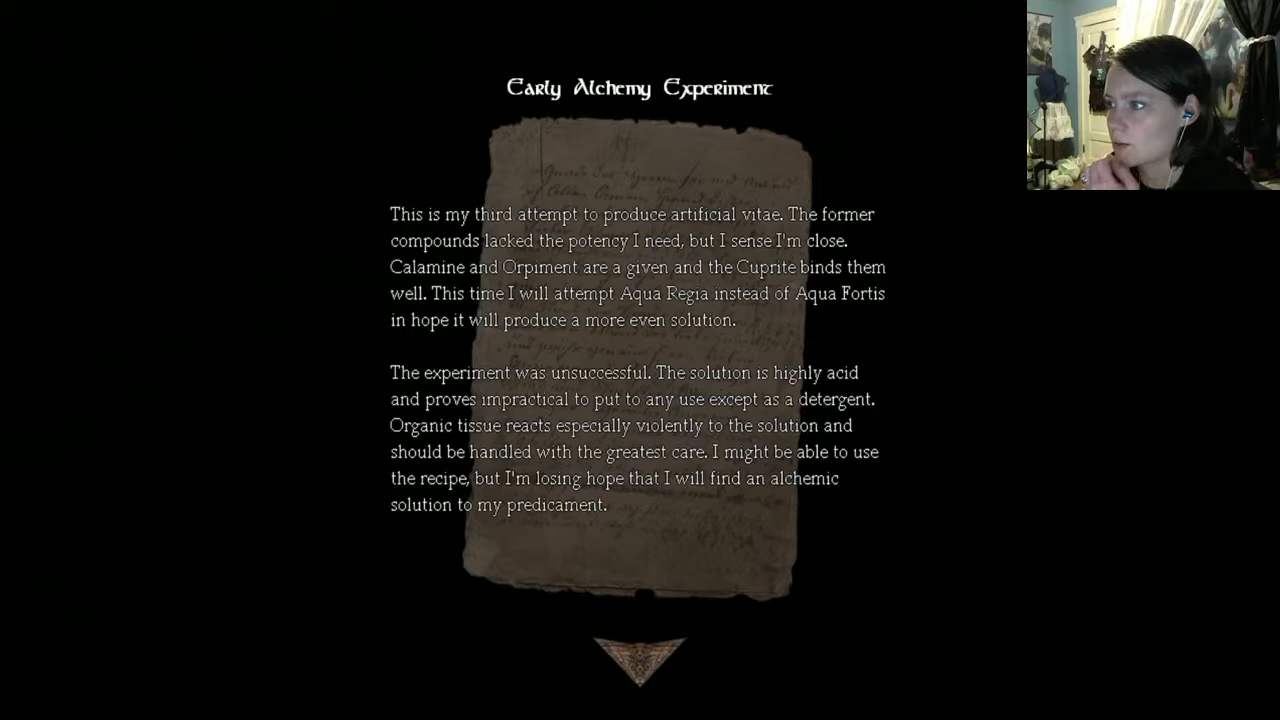 Early Alchemy Experiment
This is my third attempt to produce artificial vitae. The former
compounds lacked the potency I need, but I sense I'm close.
Calamine and Orpiment are a given and the Cuprite binds them
well. This time I will attempt Aqua Regia instead of Aqua Fortis
in hope it will produce a more even solution.
The experiment was unsuccessful. The solution is highly acid
and proves impractical to put to any use except as a detergent.
Organic tissue reacts especially violently to the solution and
should be handled with the greatest care. I might be able to use
the recipe, but I'm losing hope that I will find an alchemic
solution to my predicament.